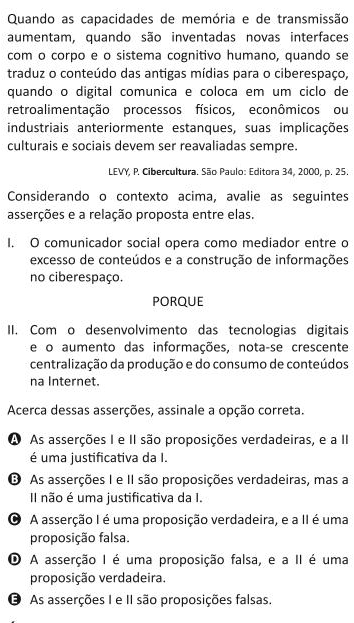 Quando as capacidades de memória e de transmissão
aumentam, quando são inventadas novas interfaces
com o corpo e o sistema cognitivo humano, quando se
traduz o conteúdo das antigas mídias para o ciberespaço,
quando o digital comunica e coloca em um ciclo de
retroalimentação processos físicos, econômicos ou
industriais anteriormente estanques, suas implicações
culturais e sociais devem ser reavaliadas sempre.
LEVY, P. Cibercultura. São Paulo: Editora 34, 2000, p. 25.
Considerando o contexto acima, avalie as seguintes
asserções e a relação proposta entre elas.
I. O comunicador social opera como mediador entre o
excesso de conteúdos e a construção de informações
no ciberespaço.
PORQUE
II. Com o desenvolvimento das tecnologias digitais
e o aumento das informações, nota-se crescente
centralização da produção e do consumo de conteúdos
na Internet.
Acerca dessas asserções, assinale a opção correta.
A As asserções I e II são proposições verdadeiras, e a II
é uma justificativa da I.
B As asserções I e II são proposições verdadeiras, mas a
II não é uma justificativa da I.
C A asserção I é uma proposição verdadeira, e a II é uma
proposição falsa.
D A asserção I é uma proposição falsa, e a II é uma
proposição verdadeira.
E As asserções I e II são proposições falsas.